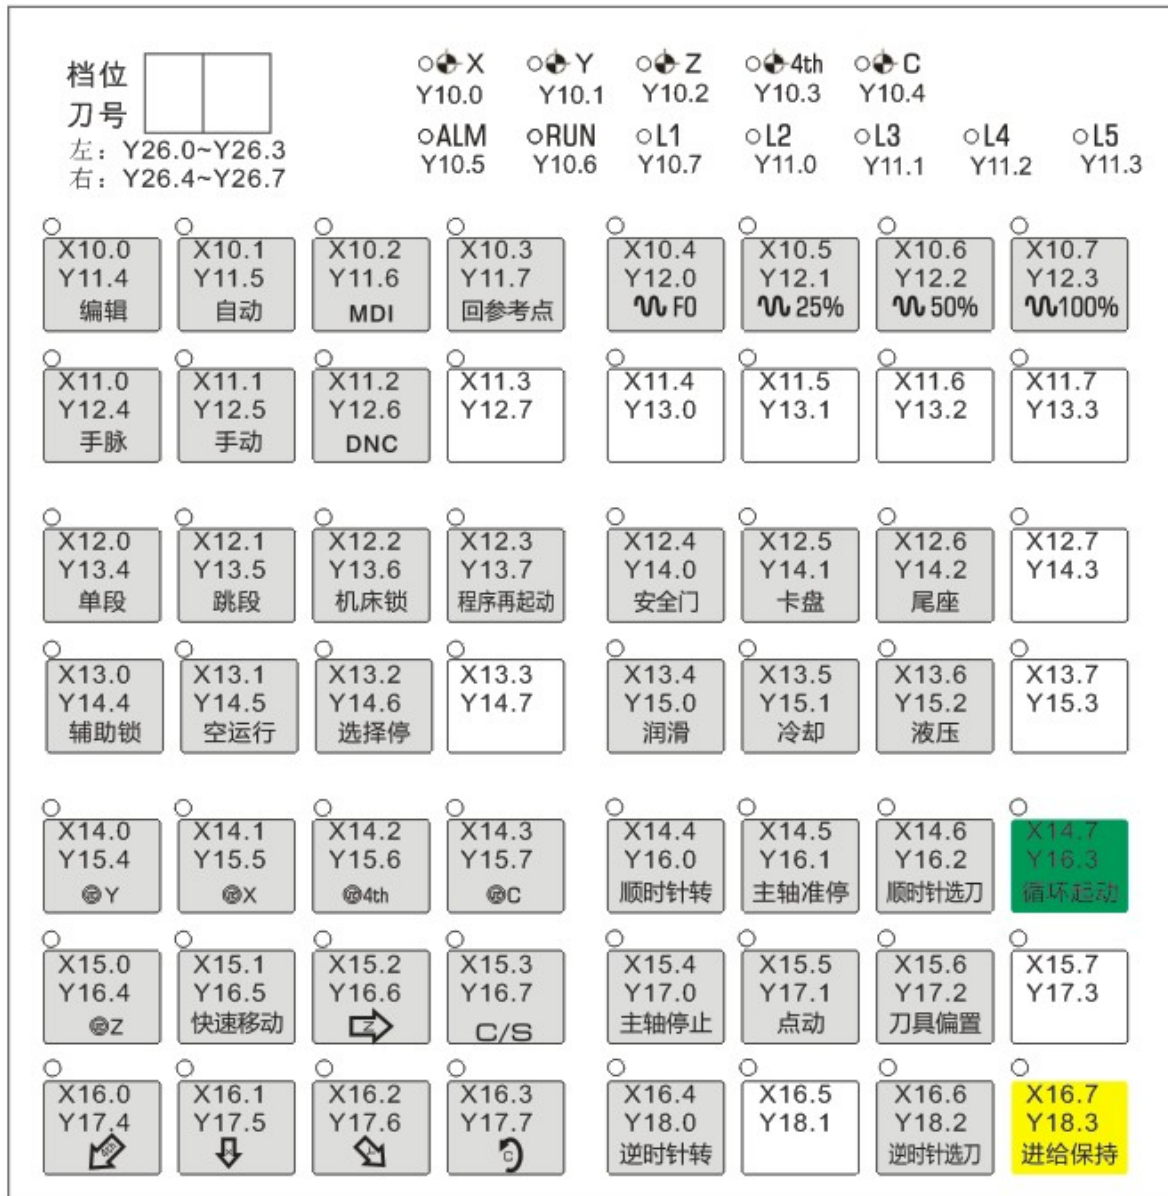 档位
刀号
左：Y26.0~Y26.3
右：Y26.4~Y26.7
X Y Z 4th C
Y10.0 Y10.1 Y10.2 Y10.3 Y10.4
ALM RUN L1 L2 L3 L4 L5
Y10.5 Y10.6 Y10.7 Y11.0 Y11.1 Y11.2 Y11.3
X10.0 X10.1 X10.2 X10.3 X10.4 X10.5 X10.6 X10.7
Y11.4 Y11.5 Y11.6 Y11.7 Y12.0 Y12.1 Y12.2 Y12.3
编辑 自动 MDI 回参考点 F0 25% 50% 100%
X11.0 X11.1 X11.2 X11.3 X11.4 X11.5 X11.6 X11.7
Y12.4 Y12.5 Y12.6 Y12.7 Y13.0 Y13.1 Y13.2 Y13.3
手脉 手动 DNC
X12.0 X12.1 X12.2 X12.3 X12.4 X12.5 X12.6 X12.7
Y13.4 Y13.5 Y13.6 Y13.7 Y14.0 Y14.1 Y14.2 Y14.3
单段 跳段 机床锁 程序再起动 安全门 卡盘 尾座
X13.0 X13.1 X13.2 X13.3 X13.4 X13.5 X13.6 X13.7
Y14.4 Y14.5 Y14.6 Y14.7 Y15.0 Y15.1 Y15.2 Y15.3
辅助锁 空运行 选择停 润滑 冷却 液压
X14.0 X14.1 X14.2 X14.3 X14.4 X14.5 X14.6 X14.7
Y15.4 Y15.5 Y15.6 Y15.7 Y16.0 Y16.1 Y16.2 Y16.3
Y X 4th C 顺时针转 主轴准停 顺时针选刀 循环起动
X15.0 X15.1 X15.2 X15.3 X15.4 X15.5 X15.6 X15.7
Y16.4 Y16.5 Y16.6 Y16.7 Y17.0 Y17.1 Y17.2 Y17.3
Z 快速移动 Z C/S 主轴停止 点动 刀具偏置
X16.0 X16.1 X16.2 X16.3 X16.4 X16.5 X16.6 X16.7
Y17.4 Y17.5 Y17.6 Y17.7 Y18.0 Y18.1 Y18.2 Y18.3
4th X Y C 逆时针转 逆时针选刀 进给保持